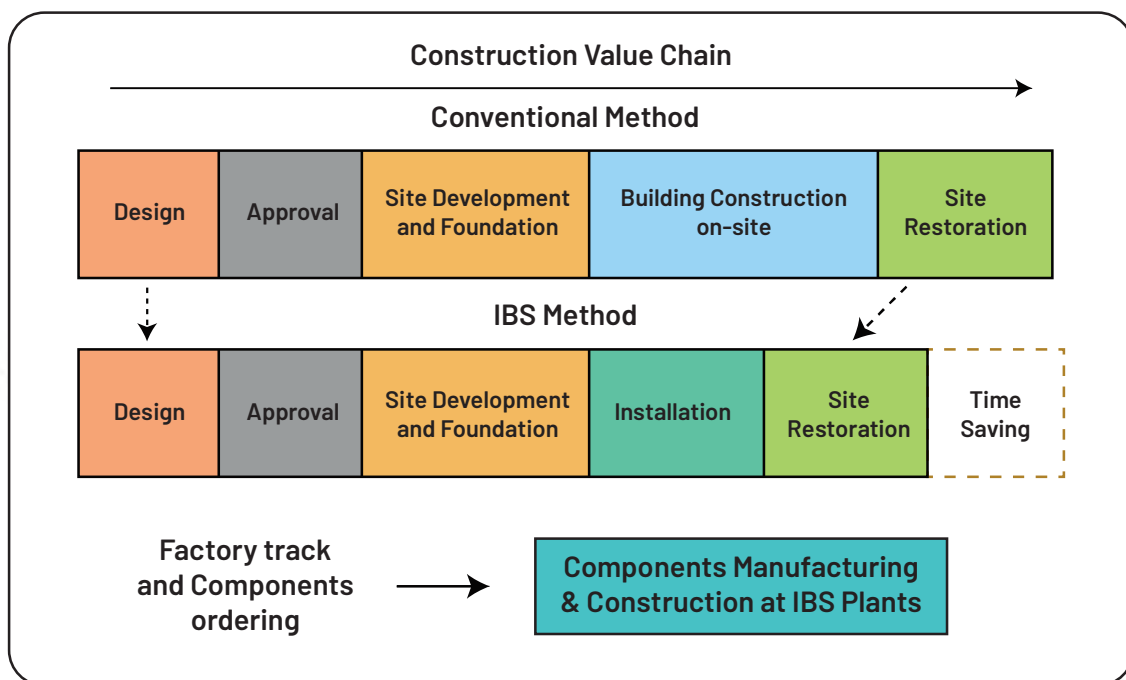 Construction Value Chain
Conventional Method
Design
Approval
Site Development
and Foundation
Building Construction
on-site
Site
Restoration
IBS Method
Design
Approval
Site Development
and Foundation
Installation
Site
Restoration
Time
Saving
Factory track
and Components
ordering
Components Manufacturing
& Construction at IBS Plants